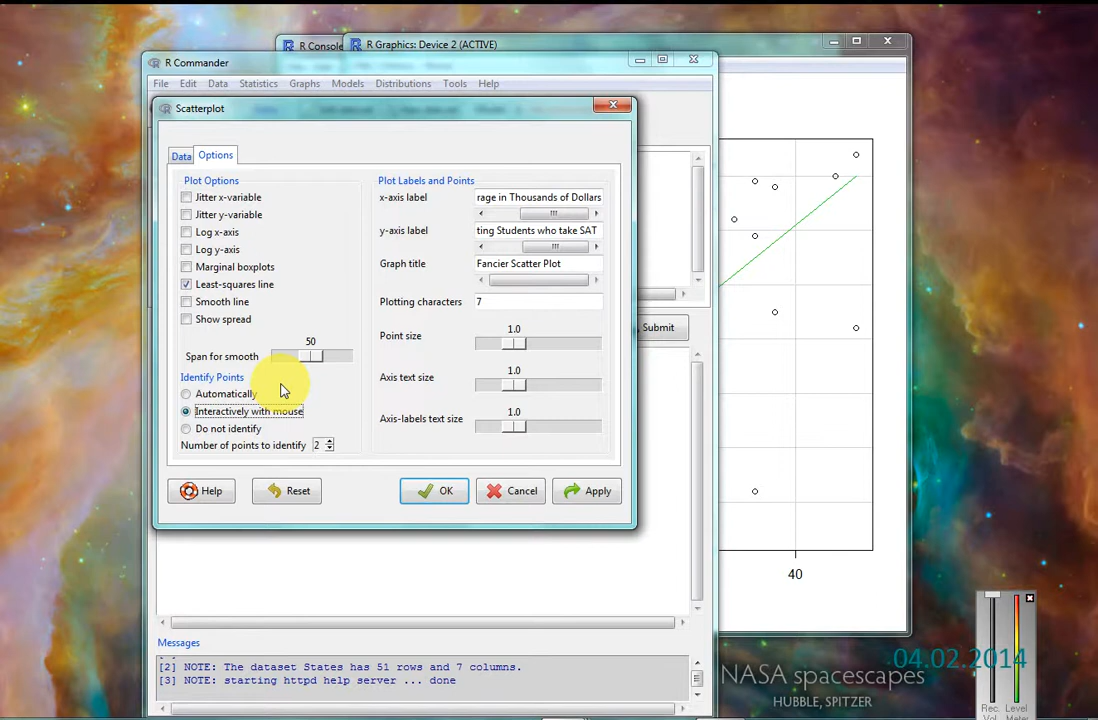 R Console
R Graphics: Device 2 (ACTIVE)
R Commander
File Edit Data Statistics Graphs Models Distributions Tools Help
Scatterplot
Data Options
Plot Options
Jitter x-variable
Jitter y-variable
Log x-axis
Log y-axis
Marginal boxplots
Least-squares line
Smooth line
Show spread
50
Span for smooth
Identify Points
Automatically
Interactively with mouse
Do not identify
Number of points to identify 2
Plot Labels and Points
x-axis label rage in Thousands of Dollars
y-axis label ting Students who take SAT
Graph title Fancier Scatter Plot
Plotting characters 7
1.0
Point size
1.0
Axis text size
1.0
Axis-labels text size
Help Reset OK Cancel Apply
Submit
40
Messages
[2] NOTE: The dataset States has 51 rows and 7 columns.
[3] NOTE: starting httpd help server ... done
04.02.2014
NASA spacescapes
HUBBLE, SPITZER
Rec. Level